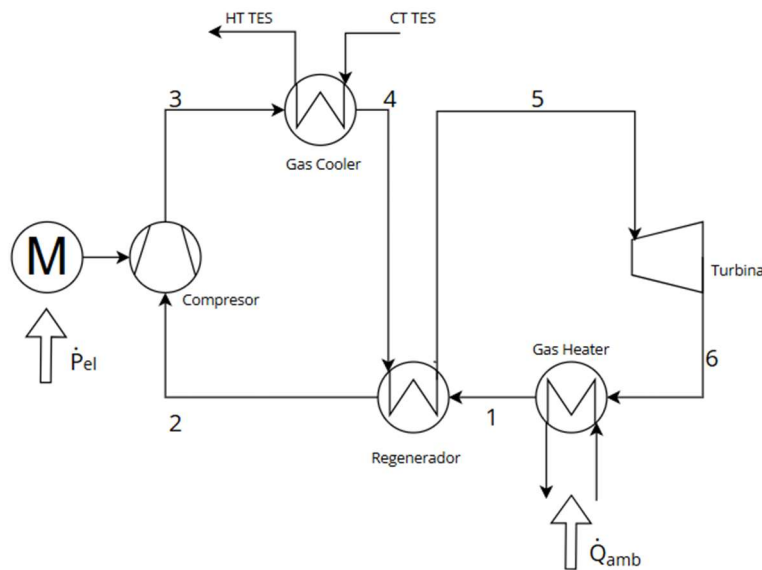 HT TES
CT TES
3
4
5
Gas Cooler
M
Compresor
Turbina
Ṗel
Gas Heater
6
2
1
Regenerador
Q̇amb